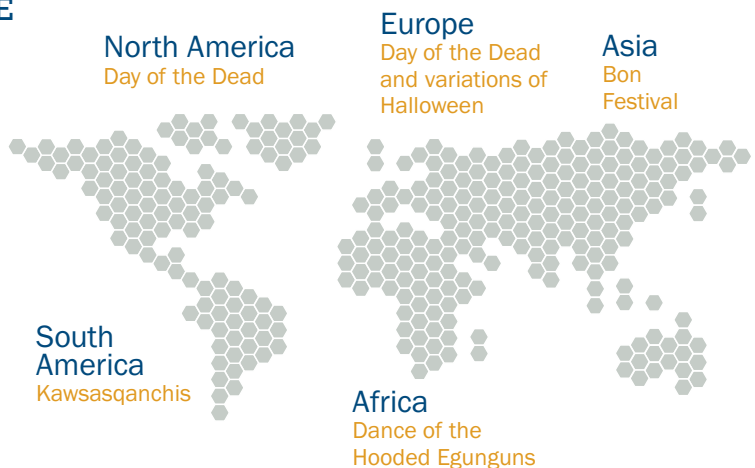 E
North America
Day of the Dead
Europe
Day of the Dead
and variations of
Halloween
Asia
Bon
Festival
South
America
Kawsasqanchis
Africa
Dance of the
Hooded Egunguns